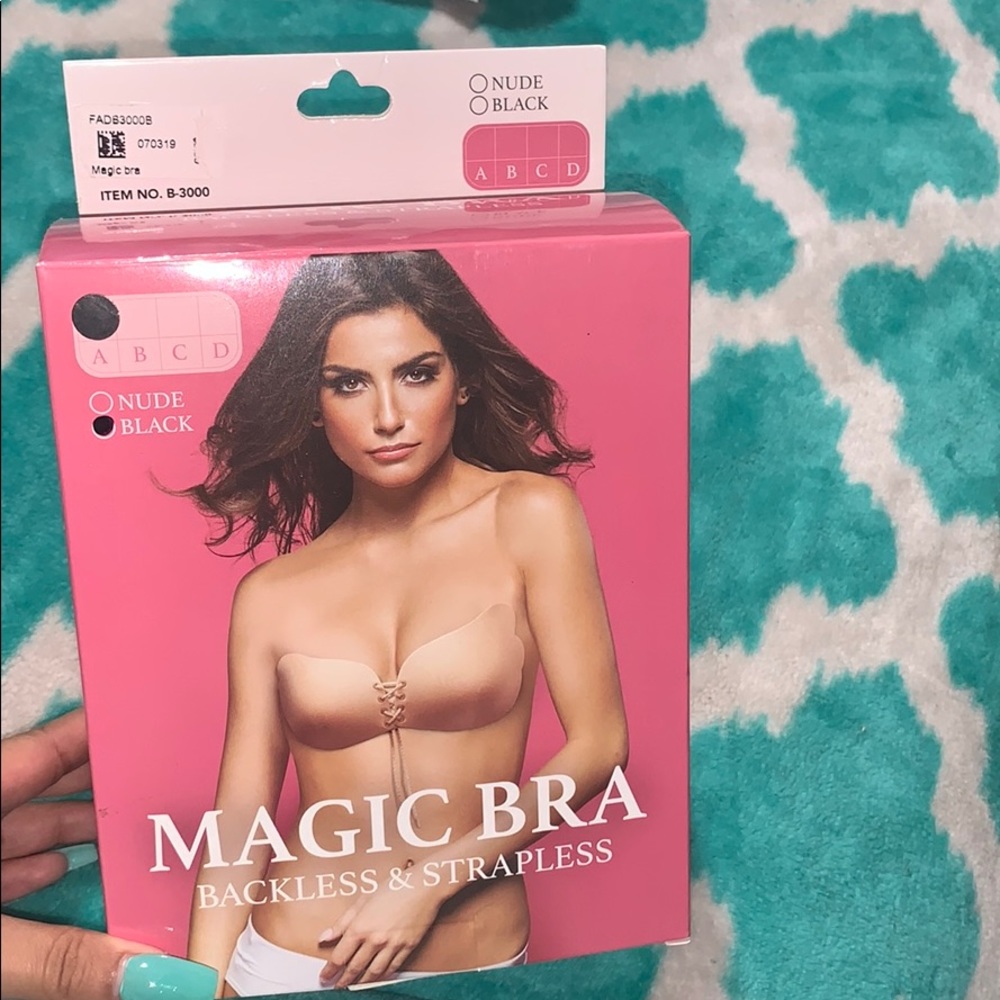 NUDE
BLACK
FADB3000B
070319
Magic bra
ITEM NO. B-3000
A B C D
A B C D
NUDE
BLACK
MAGIC BRA
BACKLESS & STRAPLESS